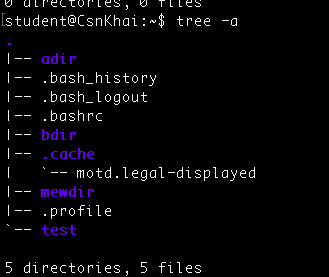 0 directories, 0 files
[student@CsnKhai:~$ tree -a
.
|-- adir
|-- .bash_history
|-- .bash_logout
|-- .bashrc
|-- bdir
|-- .cache
|   `-- motd.legal-displayed
|-- mewdir
|-- .profile
`-- test
5 directories, 5 files